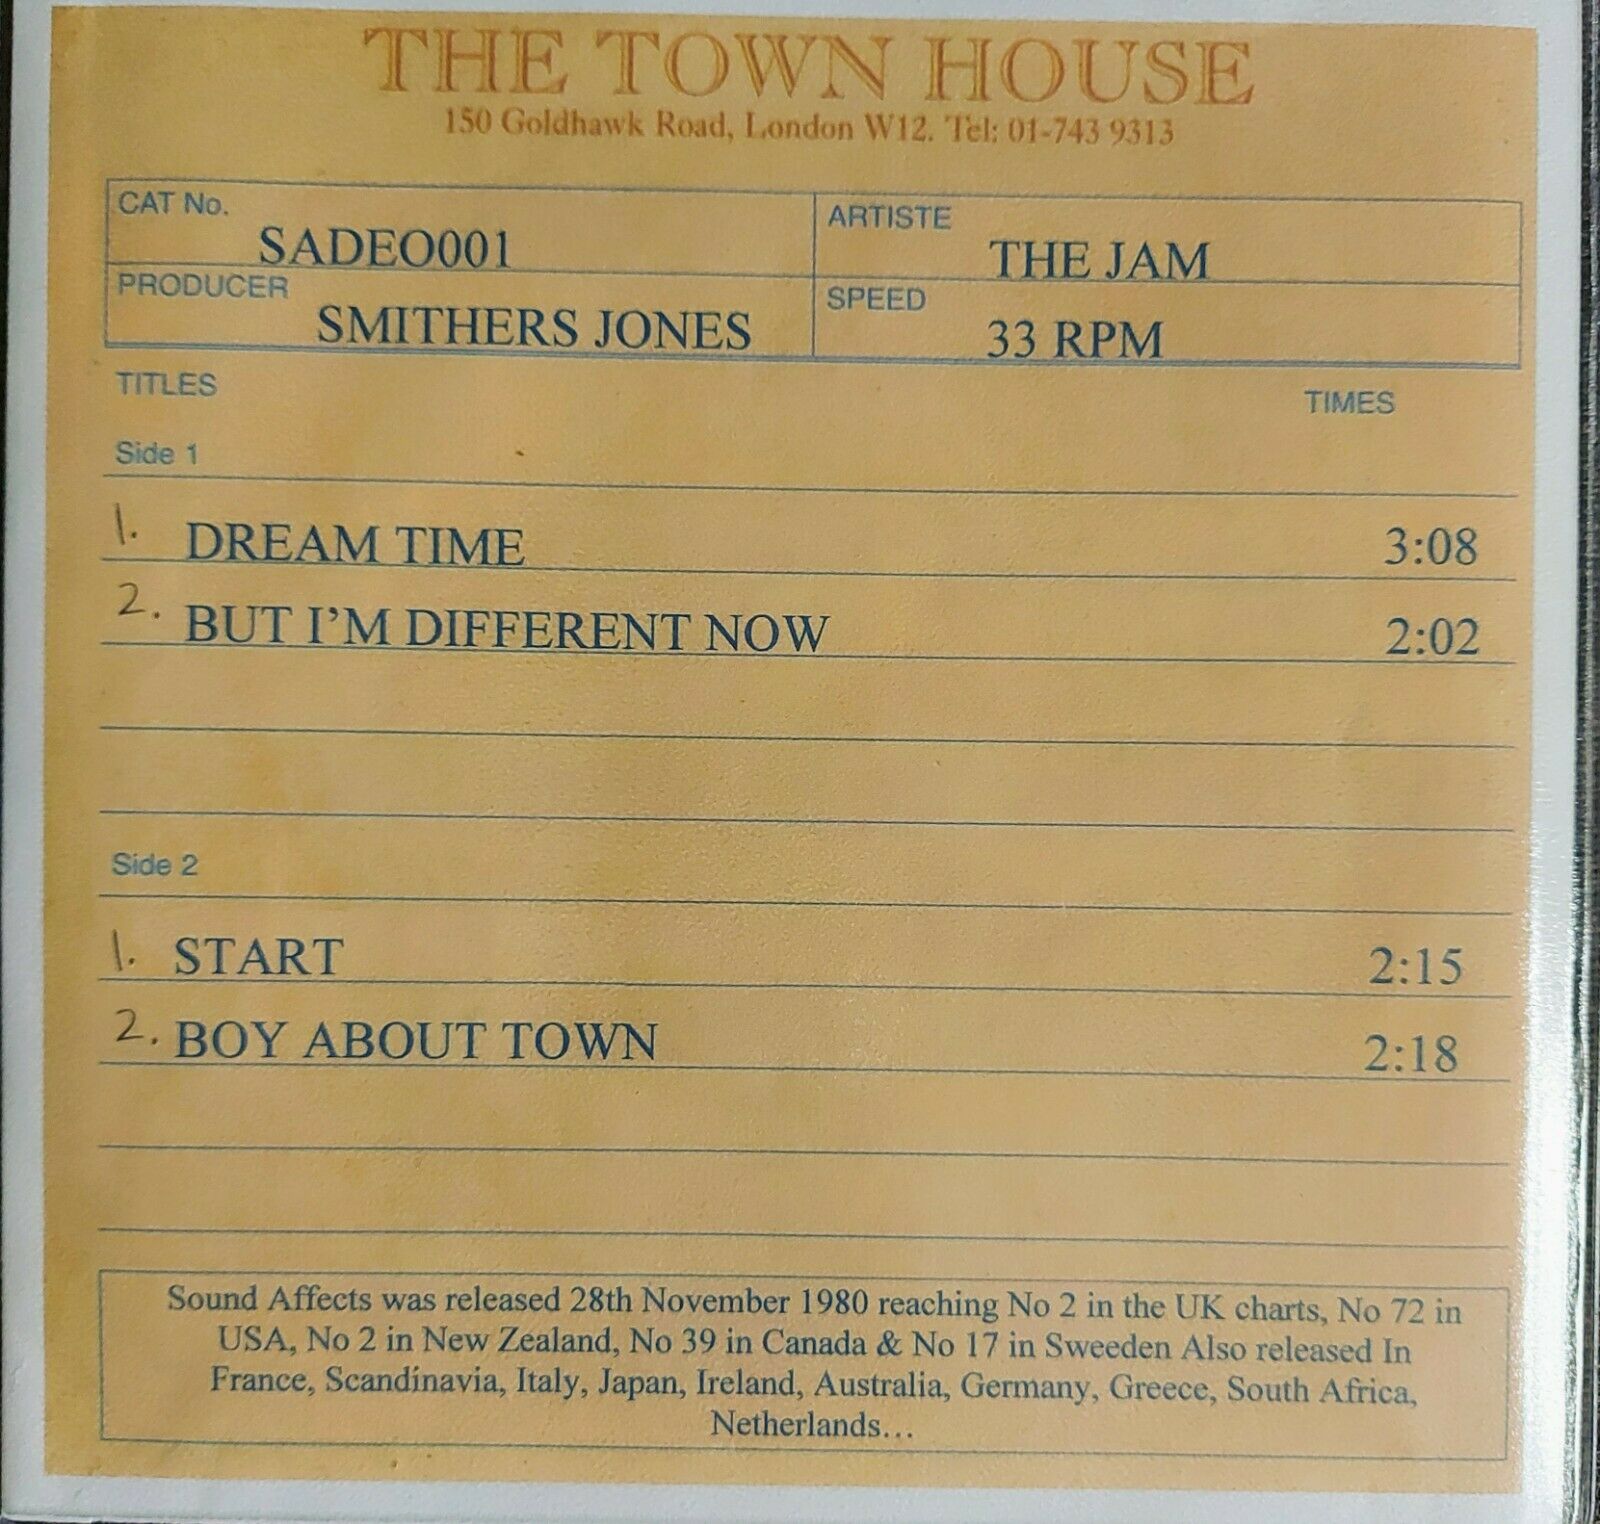 THE TOWN HOUSE
150 Goldhawk Road, London W12. Tel: 01-743 9313
CAT No. SADEO001
ARTISTE THE JAM
PRODUCER SMITHERS JONES
SPEED 33 RPM
TITLES TIMES
Side 1
1. DREAM TIME 3:08
2. BUT I'M DIFFERENT NOW 2:02
Side 2
1. START 2:15
2. BOY ABOUT TOWN 2:18
Sound Affects was released 28th November 1980 reaching No 2 in the UK charts, No 72 in
USA, No 2 in New Zealand, No 39 in Canada & No 17 in Sweeden Also released In
France, Scandinavia, Italy, Japan, Ireland, Australia, Germany, Greece, South Africa,
Netherlands...